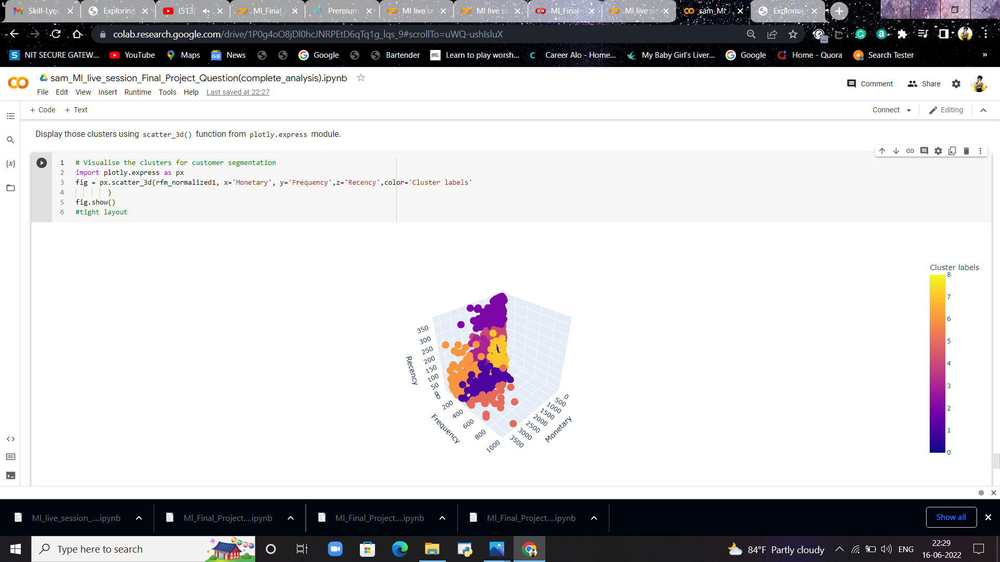 Skill-Lync
Exploring
(513)
Ml_Final_
Premium
Ml live se
Ml live se
Ml_Final_
Ml live se
sam_Ml_l
Exploring
colab.research.google.com/drive/1P0g4oO8jDl0hcJNRPEtD6qTq1g_lqs_9#scrollTo=uWQ-ushIsluX
NIT SECURE GATEW...
YouTube
Maps
News
Google
Bartender
Learn to play worsh...
Career Alo - Home...
My Baby Girl's Liver...
Google
Home - Quora
Search Tester
»
sam_Ml_live_session_Final_Project_Question(complete_analysis).ipynb
Comment
Share
File Edit View Insert Runtime Tools Help Last saved at 22:27
+ Code + Text
Connect
Editing
Display those clusters using scatter_3d() function from plotly.express module.
1 # Visualise the clusters for customer segmentation
2 import plotly.express as px
3 fig = px.scatter_3d(rfm_normalized1, x='Monetary', y='Frequency',z='Recency',color='Cluster labels'
4 )
5 fig.show()
6 #tight layout
{x}
Cluster labels
8
7
6
5
4
3
2
1
0
350
300
250
200
150
100
50
0
Recency
0
200
400
600
800
1000
Frequency
0
500
1000
1500
2000
2500
3000
3500
Monetary
Ml_live_session_....ipynb
Ml_Final_Project....ipynb
Ml_Final_Project....ipynb
Ml_Final_Project....ipynb
Show all
Type here to search
84°F Partly cloudy
ENG
22:29
16-06-2022